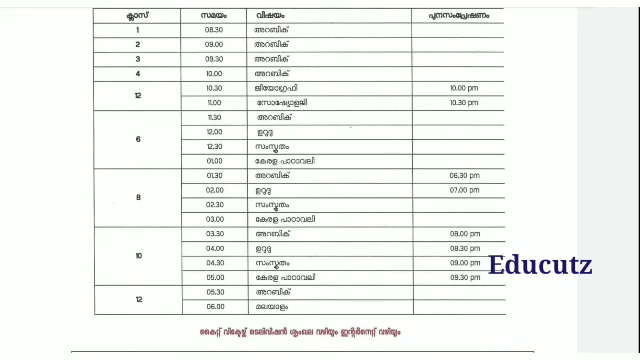 ക്ലാസ് സമയം വിഷയം പുനസംപ്രേഷണം
1 08.30 അറബിക്
2 09.00 അറബിക്
3 09.30 അറബിക്
4 10.00 അറബിക്
12 10.30 ജിയോഗ്രഫി 10.00 pm
11.00 സോഷ്യോളജി 10.30 pm
6 11.30 അറബിക്
12.00 ഉറുദു
12.30 സംസ്കൃതം
01.00 കേരള പാഠാവലി
8 01.30 അറബിക് 06.30 pm
02.00 ഉറുദു 07.00 pm
02.30 സംസ്കൃതം
03.00 കേരള പാഠാവലി
10 03.30 അറബിക് 08.00 pm
04.00 ഉറുദു 08.30 pm
04.30 സംസ്കൃതം 09.00 pm
05.00 കേരള പാഠാവലി 09.30 pm
12 05.30 അറബിക്
06.00 മലയാളം
Educutz
കൈറ്റ് വിക്ടേഴ്സ് ടെലിവിഷൻ ശൃംഖല വഴിയും ഇന്റർനെറ്റ് വഴിയും